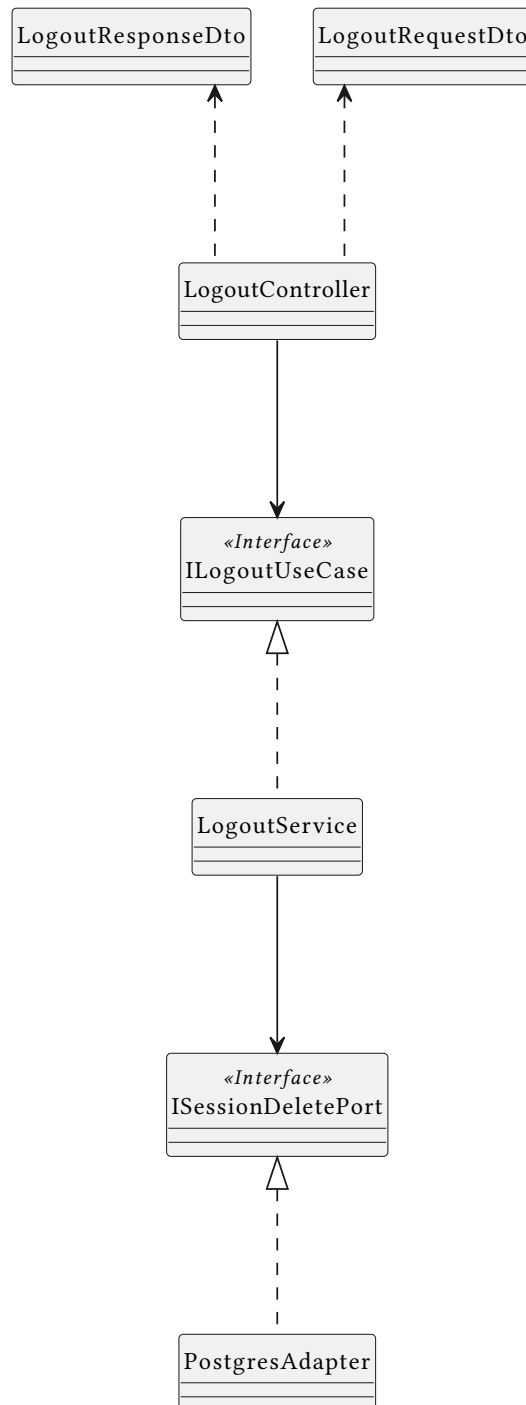 LogoutResponseDto
LogoutRequestDto
LogoutController
«Interface»
ILogoutUseCase
LogoutService
«Interface»
ISessionDeletePort
PostgresAdapter